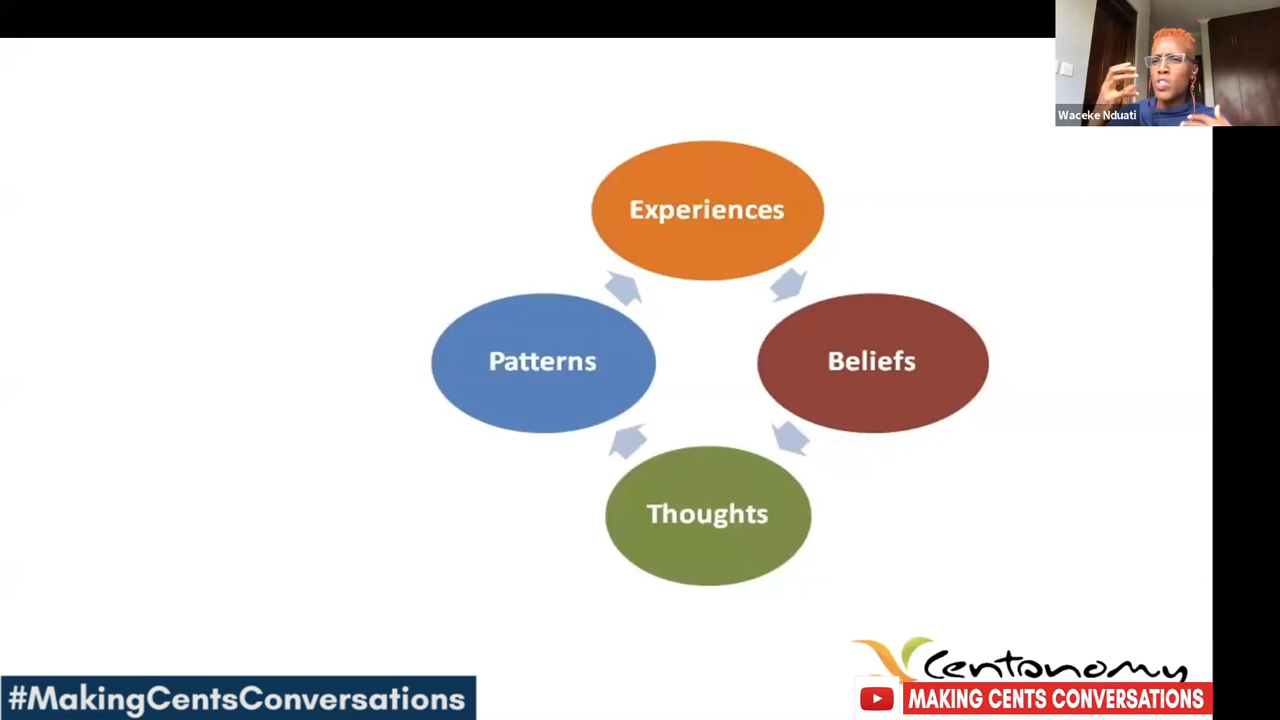 Waceke Nduati
Experiences
Patterns
Beliefs
Thoughts
Centonomy
#MakingCentsConversations
MAKING CENTS CONVERSATIONS